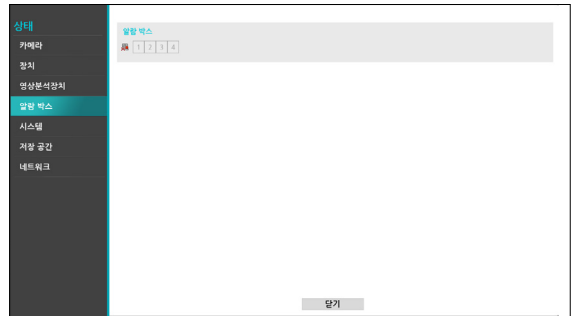 상태
카메라
장치
영상분석장치
알람 박스
시스템
저장 공간
네트워크
알람 박스
1 2 3 4
닫기